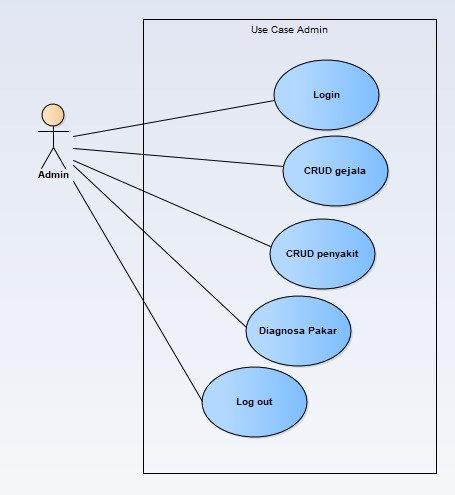 Use Case Admin
Login
CRUD gejala
Admin
CRUD penyakit
Diagnosa Pakar
Log out